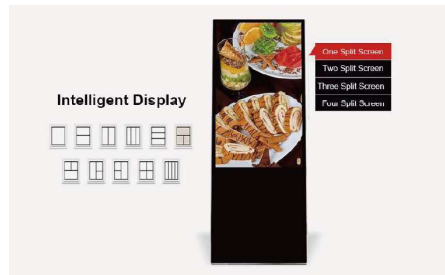 Intelligent Display
One Split Screen
Two Split Screen
Three Split Screen
Four Split Screen